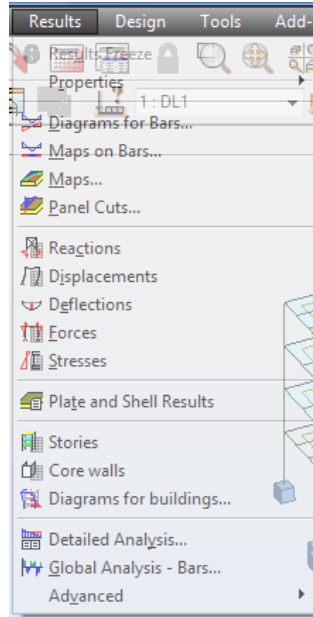 Results Design Tools Add-
Results Freeze
Properties
1 : DL1
Diagrams for Bars...
Maps on Bars...
Maps...
Panel Cuts...
Reactions
Displacements
Deflections
Forces
Stresses
Plate and Shell Results
Stories
Core walls
Diagrams for buildings...
Detailed Analysis...
Global Analysis - Bars...
Advanced